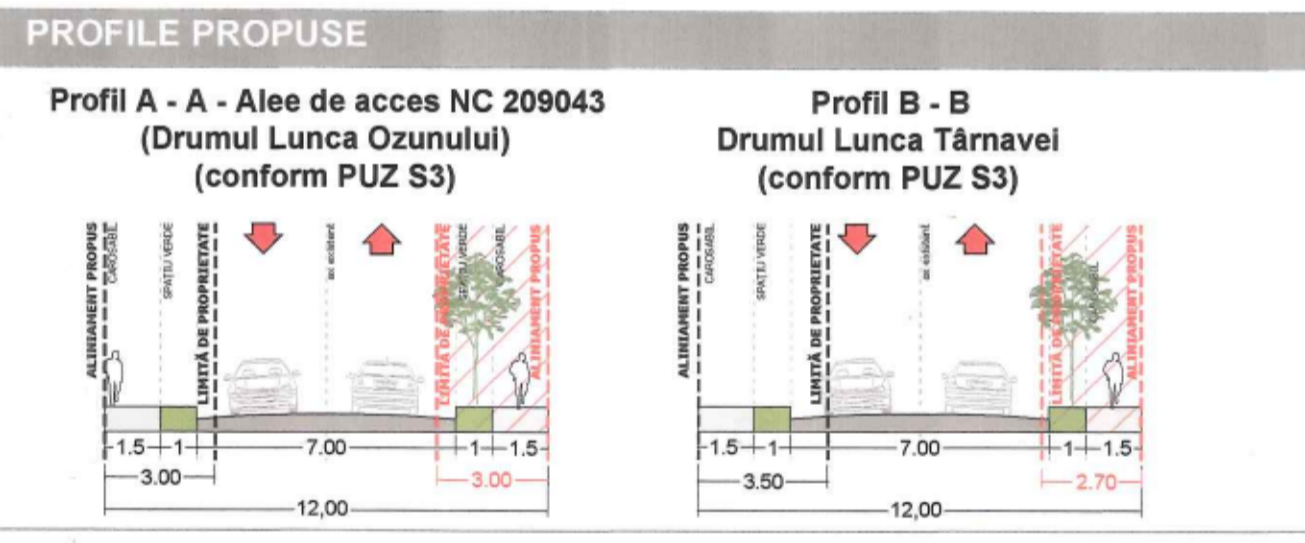 PROFILE PROPUSE
Profil A - A - Alee de acces NC 209043
(Drumul Lunca Ozunului)
(conform PUZ S3)
ALINIAMENT PROPUS
CAROSABIL
SPAȚIU VERDE
LIMITĂ DE PROPRIETATE
ax existent
LIMITĂ DE PROPRIETATE
SPAȚIU VERDE
CAROSABIL
ALINIAMENT PROPUS
1.5 1 7.00 1 1.5
3.00 3.00
12,00
Profil B - B
Drumul Lunca Târnavei
(conform PUZ S3)
ALINIAMENT PROPUS
CAROSABIL
SPAȚIU VERDE
LIMITĂ DE PROPRIETATE
ax existent
LIMITĂ DE PROPRIETATE
CAROSABIL
ALINIAMENT PROPUS
1.5 1 7.00 1 1.5
3.50 2.70
12,00